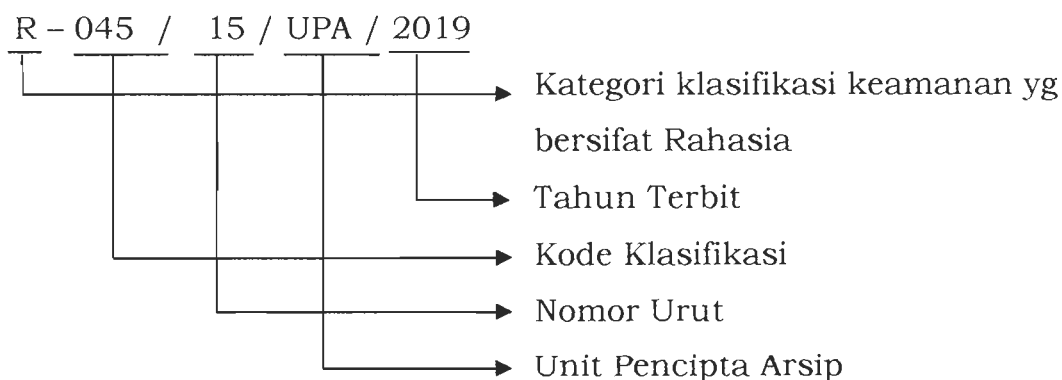 R - 045 / 15 / UPA / 2019
Kategori klasifikasi keamanan yg
bersifat Rahasia
Tahun Terbit
Kode Klasifikasi
Nomor Urut
Unit Pencipta Arsip